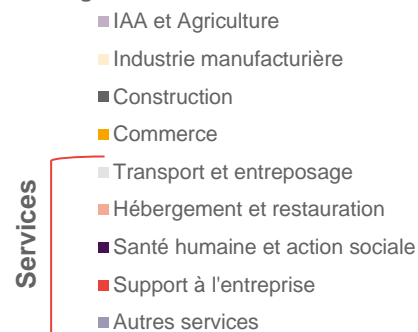 IAA et Agriculture
Industrie manufacturière
Construction
Commerce
Services
Transport et entreposage
Hébergement et restauration
Santé humaine et action sociale
Support à l'entreprise
Autres services